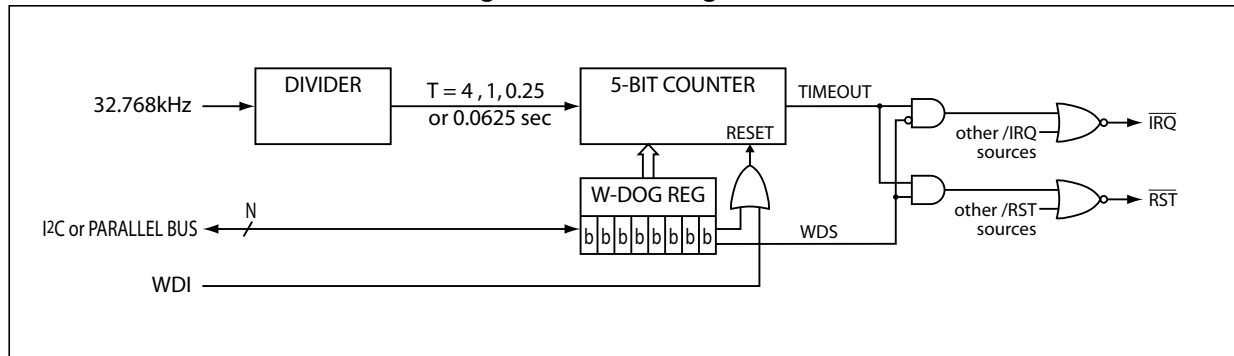 32.768kHz
DIVIDER
T = 4 , 1, 0.25
or 0.0625 sec
5-BIT COUNTER
RESET
TIMEOUT
other /IRQ
sources
IRQ
W-DOG REG
b b b b b b b b
I2C or PARALLEL BUS
N
WDS
other /RST
sources
RST
WDI